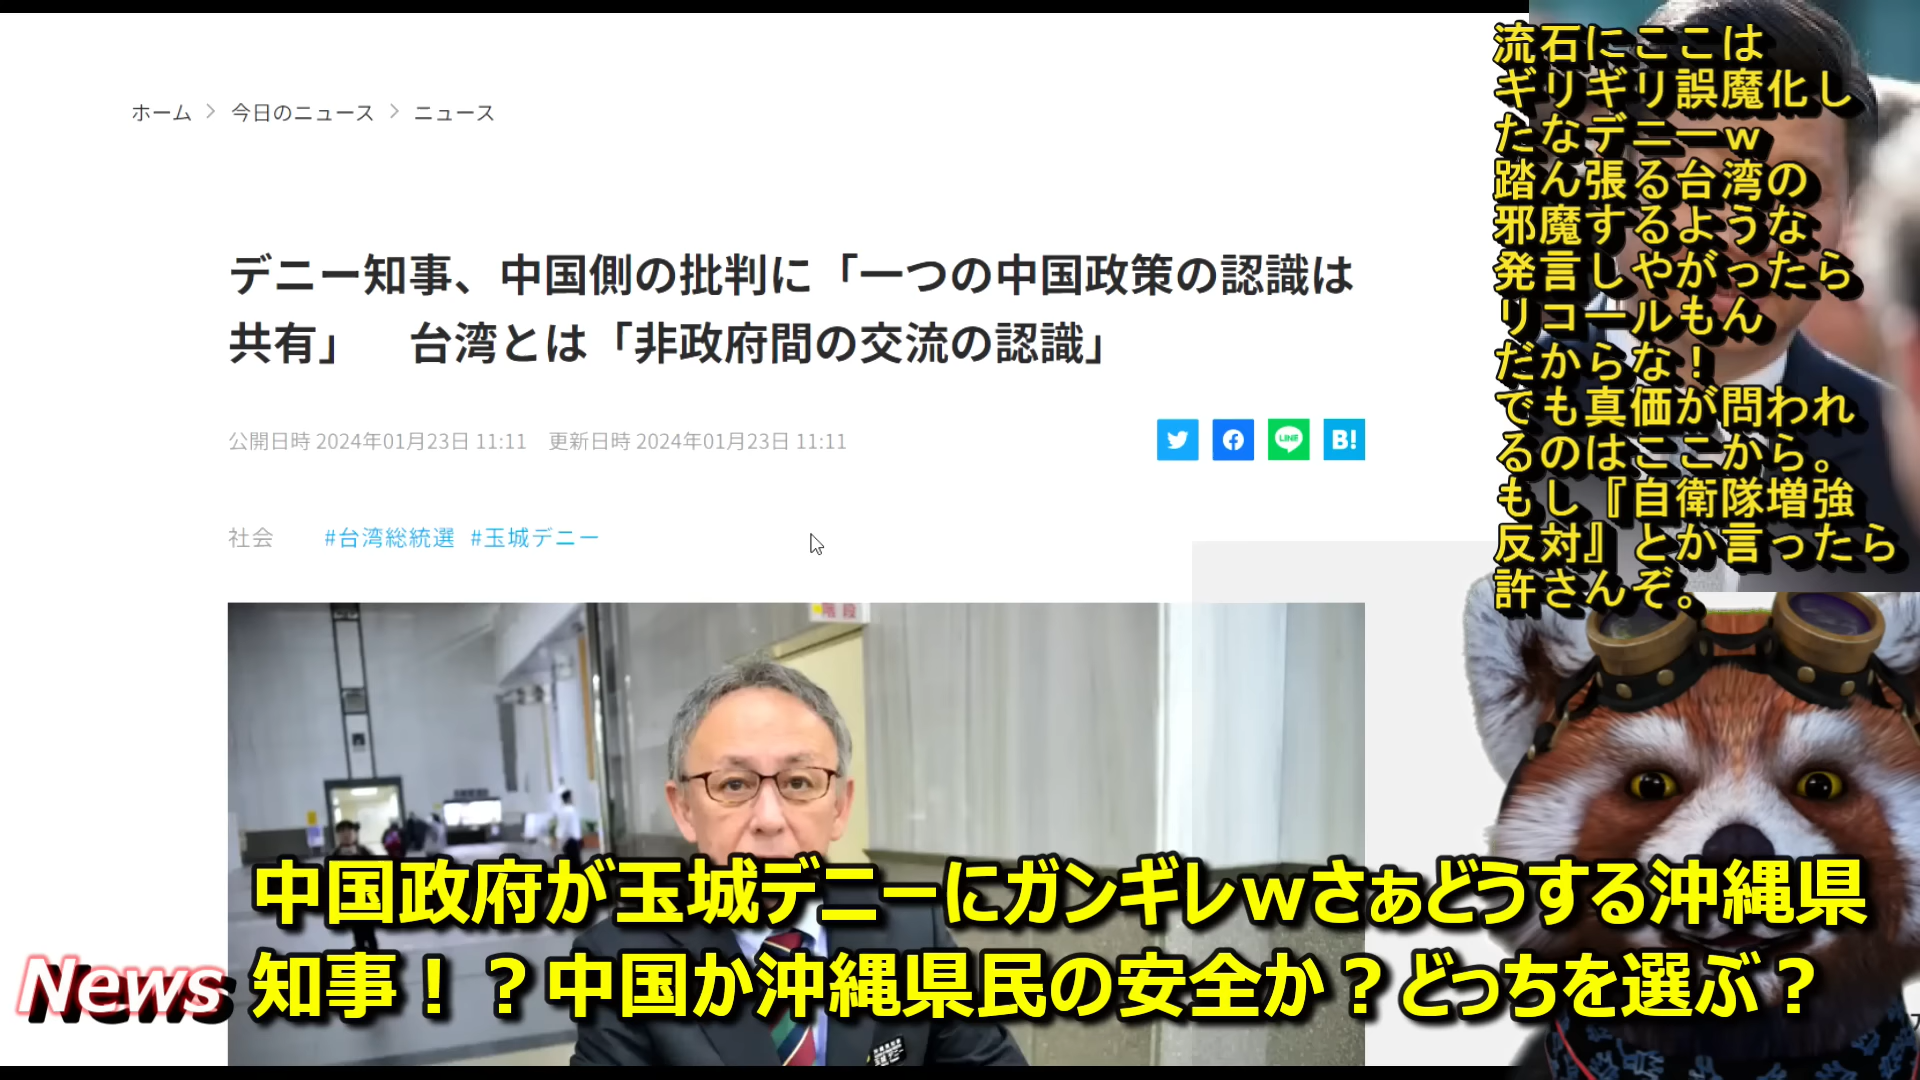 ホーム > 今日のニュース > ニュース
デニー知事、中国側の批判に「一つの中国政策の認識は
共有」　台湾とは「非政府間の交流の認識」
公開日時 2024年01月23日 11:11　更新日時 2024年01月23日 11:11
LINE
B!
社会　#台湾総統選 #玉城デニー
階段
流石にここは
ギリギリ誤魔化し
たなデニーw
踏ん張る台湾の
邪魔するような
発言しやがったら
リコールもん
だからな！
でも真価が問われ
るのはここから。
もし『自衛隊増強
反対』とか言ったら
許さんぞ。
中国政府が玉城デニーにガンギレwさぁどうする沖縄県
知事！？中国か沖縄県民の安全か？どっちを選ぶ？
News